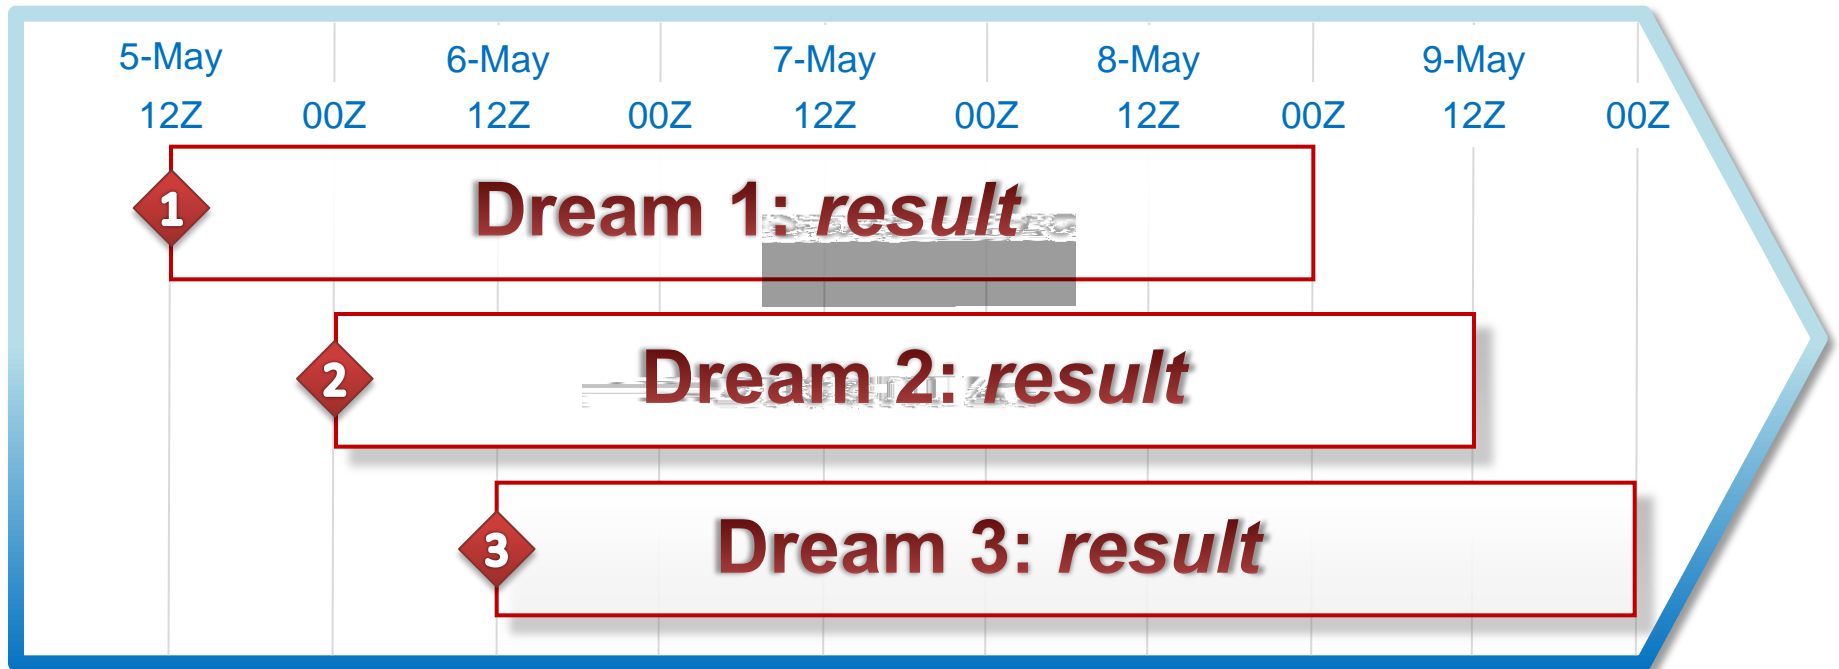 5-May 6-May 7-May 8-May 9-May
12Z 00Z 12Z 00Z 12Z 00Z 12Z 00Z 12Z 00Z
1 Dream 1: result
2 Dream 2: result
3 Dream 3: result